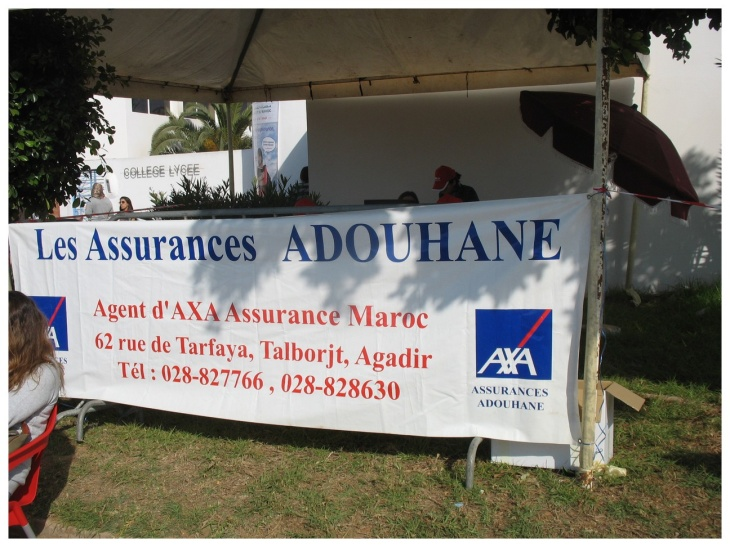 COLLEGE LYCEE
Les Assurances ADOUHANE
Agent d'AXA Assurance Maroc
62 rue de Tarfaya, Talborjt, Agadir
Tél : 028-827766 , 028-828630
AXA
AXA
ASSURANCES
ADOUHANE